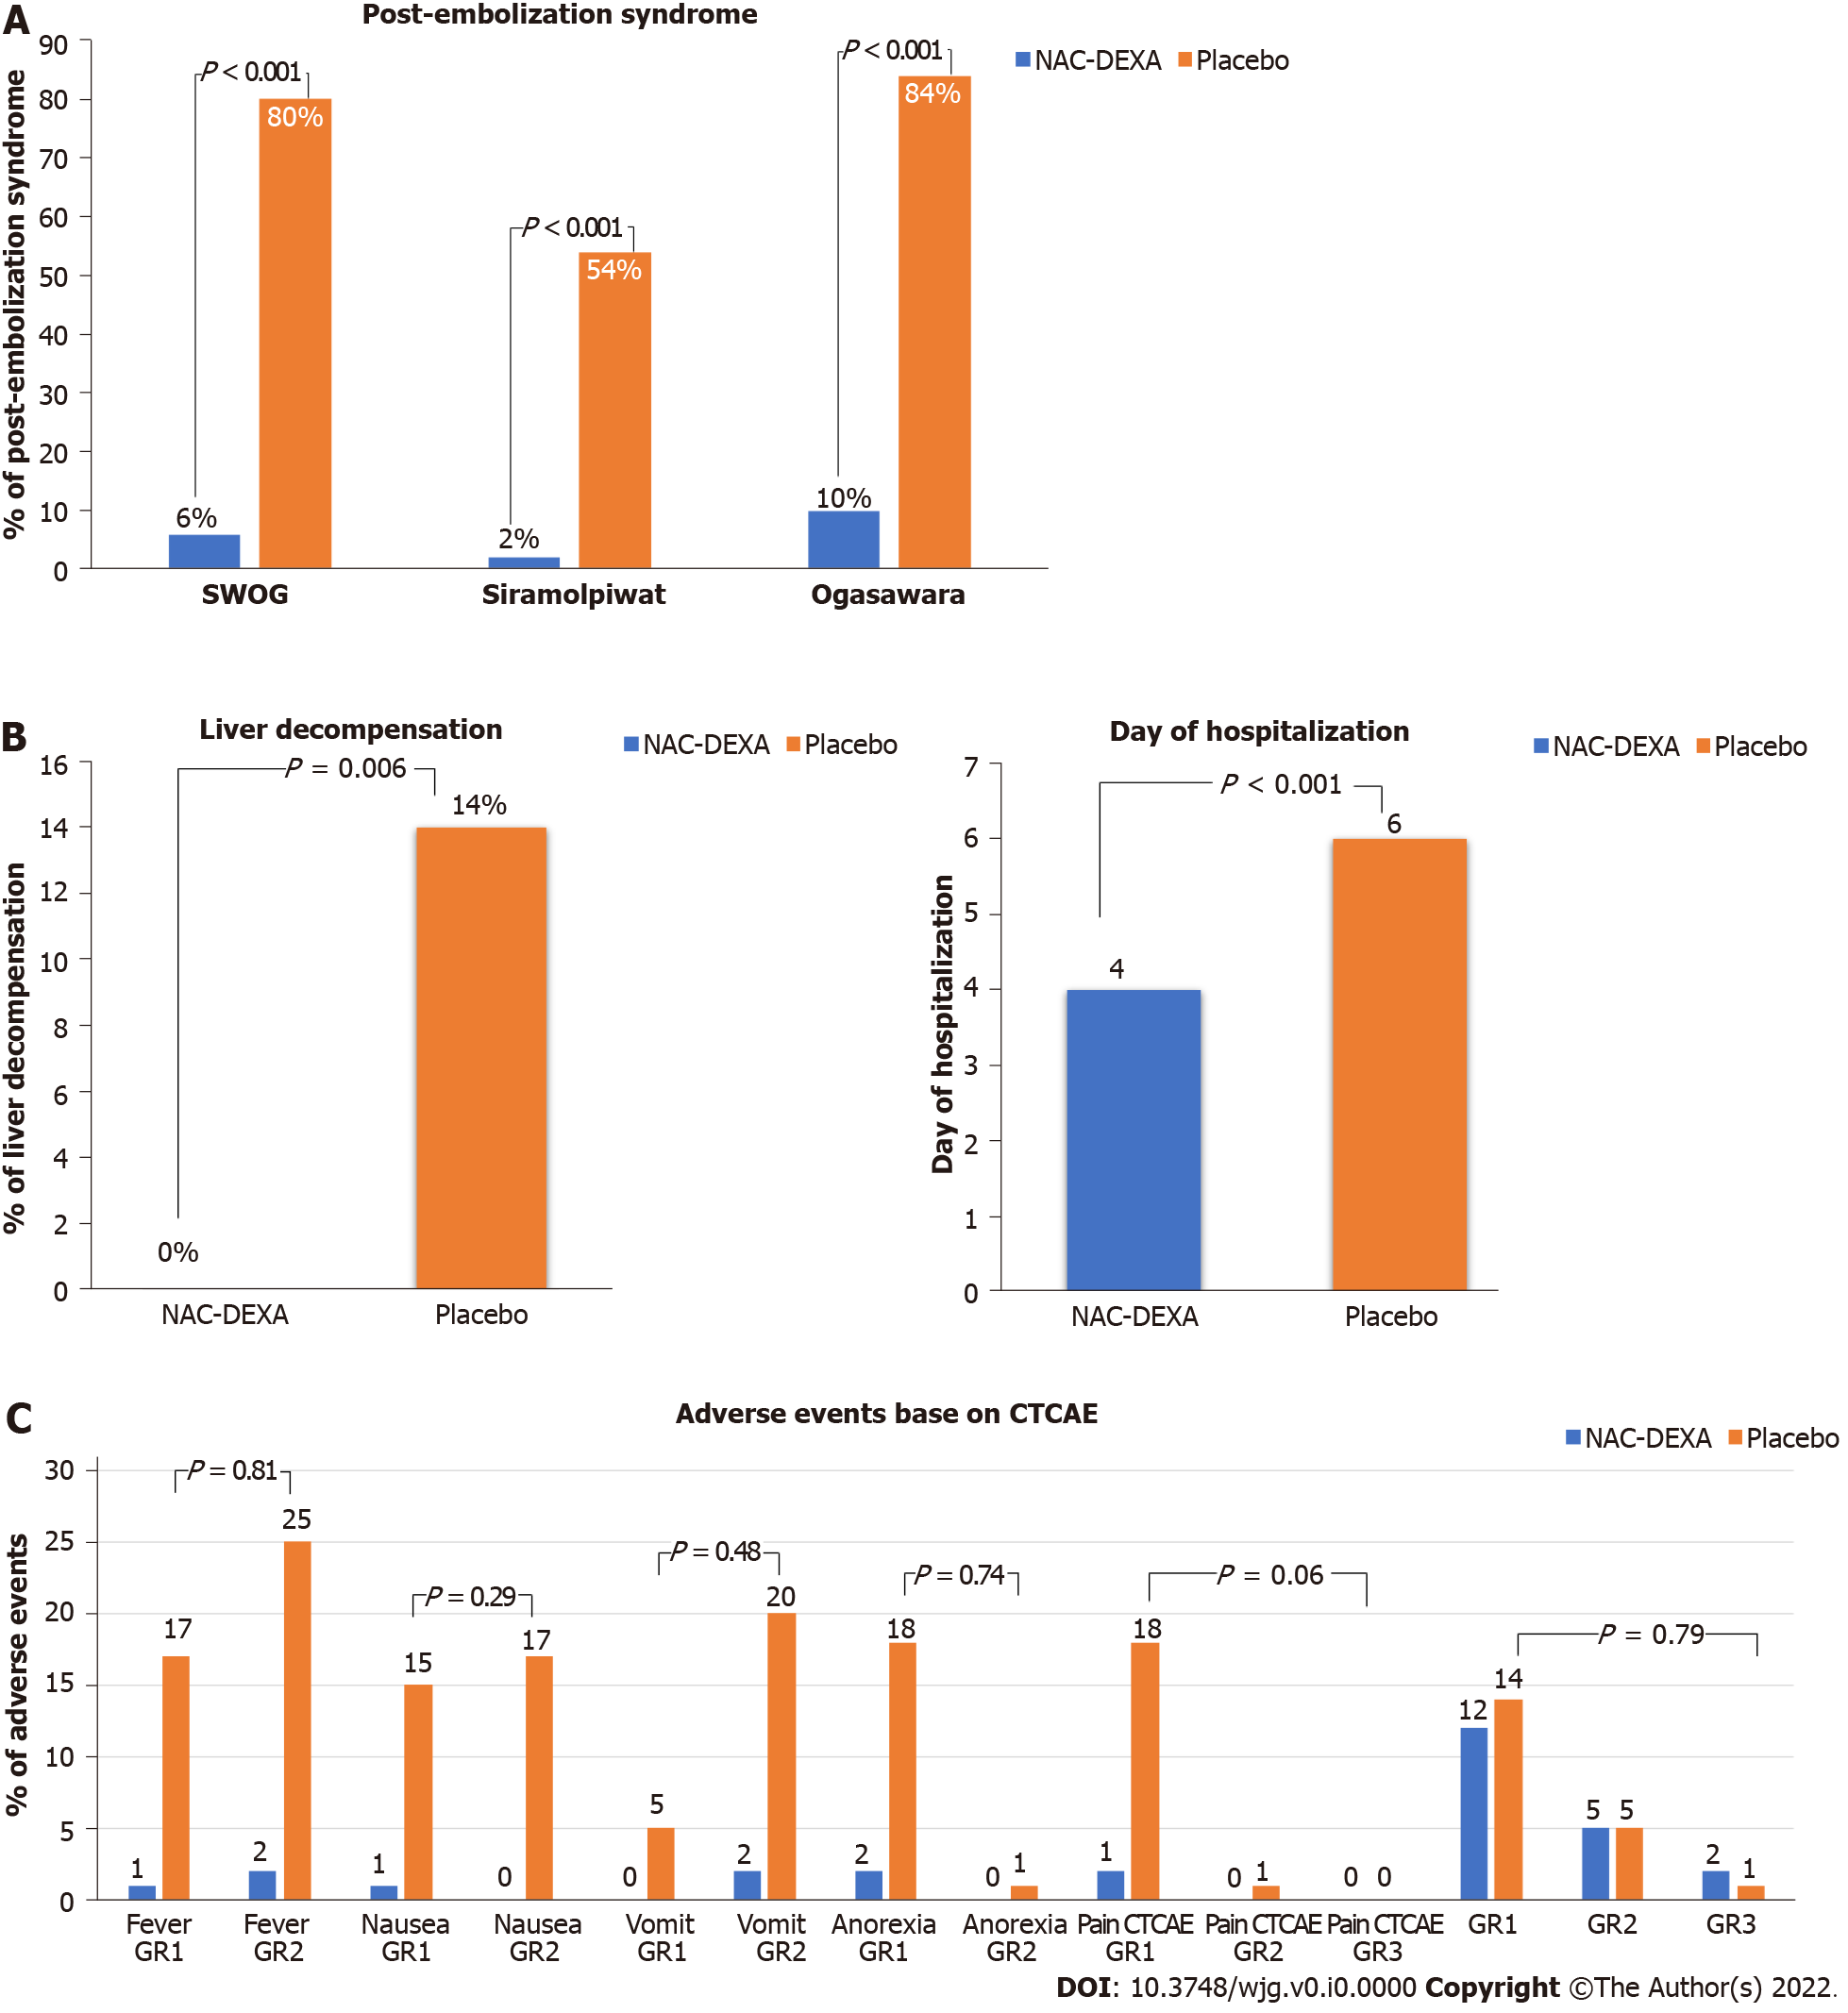 A
Post-embolization syndrome
NAC-DEXA Placebo
% of post-embolization syndrome
90
80
70
60
50
40
30
20
10
0
P < 0.001
P < 0.001
P < 0.001
6%
80%
2%
54%
10%
84%
SWOG Siramolpiwat Ogasawara
B
Liver decompensation
NAC-DEXA Placebo
% of liver decompensation
16
14
12
10
8
6
4
2
0
P = 0.006
0%
14%
NAC-DEXA Placebo
Day of hospitalization
NAC-DEXA Placebo
Day of hospitalization
7
6
5
4
3
2
1
0
P < 0.001
4
6
NAC-DEXA Placebo
C
Adverse events base on CTCAE
NAC-DEXA Placebo
% of adverse events
30
25
20
15
10
5
0
P = 0.81
P = 0.29
P = 0.48
P = 0.74
P = 0.06
P = 0.79
1 17 2 25 1 15 0 17 0 5 2 20 2 18 0 1 1 18 0 1 0 0 12 14 5 5 2 1
Fever Fever Nausea Nausea Vomit Vomit Anorexia Anorexia Pain CTCAE Pain CTCAE Pain CTCAE GR1 GR2 GR3
GR1 GR2 GR1 GR2 GR1 GR2 GR1 GR2 GR1 GR2 GR3
DOI: 10.3748/wjg.v0.i0.0000 Copyright ©The Author(s) 2022.